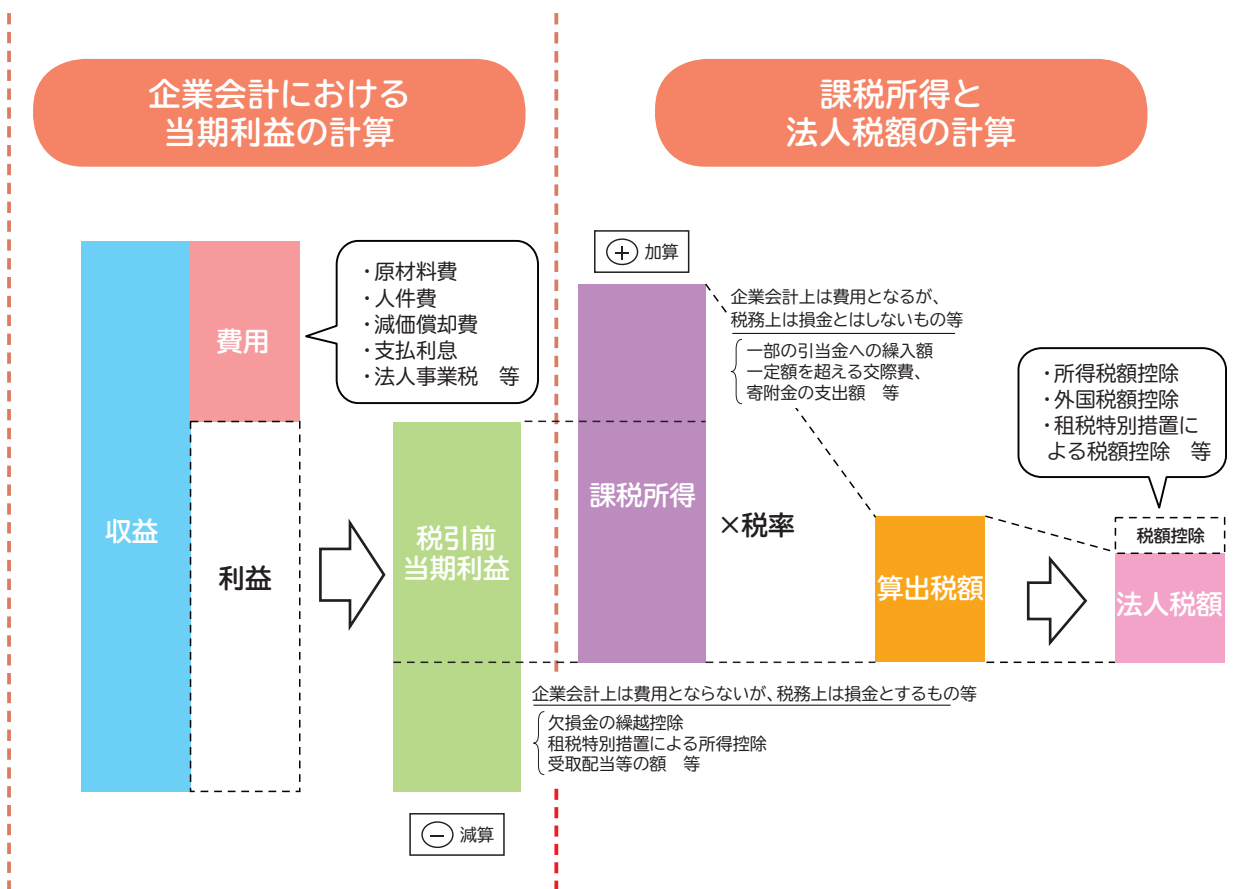 企業会計における
当期利益の計算
課税所得と
法人税額の計算
収益
費用
・原材料費
・人件費
・減価償却費
・支払利息
・法人事業税　等
利益
税引前
当期利益
− 減算
+ 加算
課税所得
企業会計上は費用となるが、
税務上は損金とはしないもの等
一部の引当金への繰入額
一定額を超える交際費、
寄附金の支出額　等
企業会計上は費用とならないが、税務上は損金とするもの等
欠損金の繰越控除
租税特別措置による所得控除
受取配当等の額　等
×税率
算出税額
・所得税額控除
・外国税額控除
・租税特別措置に
よる税額控除　等
税額控除
法人税額